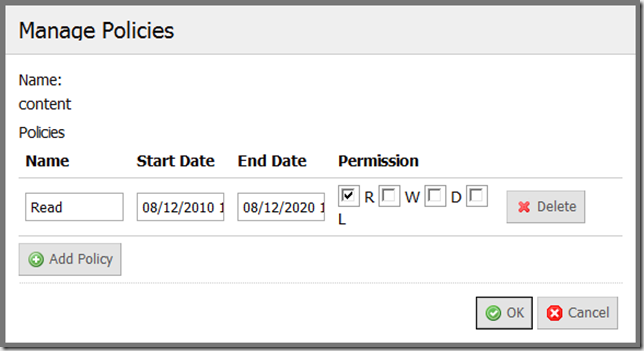 Manage Policies
Name:
content
Policies
Name Start Date End Date Permission
Read 08/12/2010 1 08/12/2020 1 R W D Delete
L
Add Policy
OK Cancel